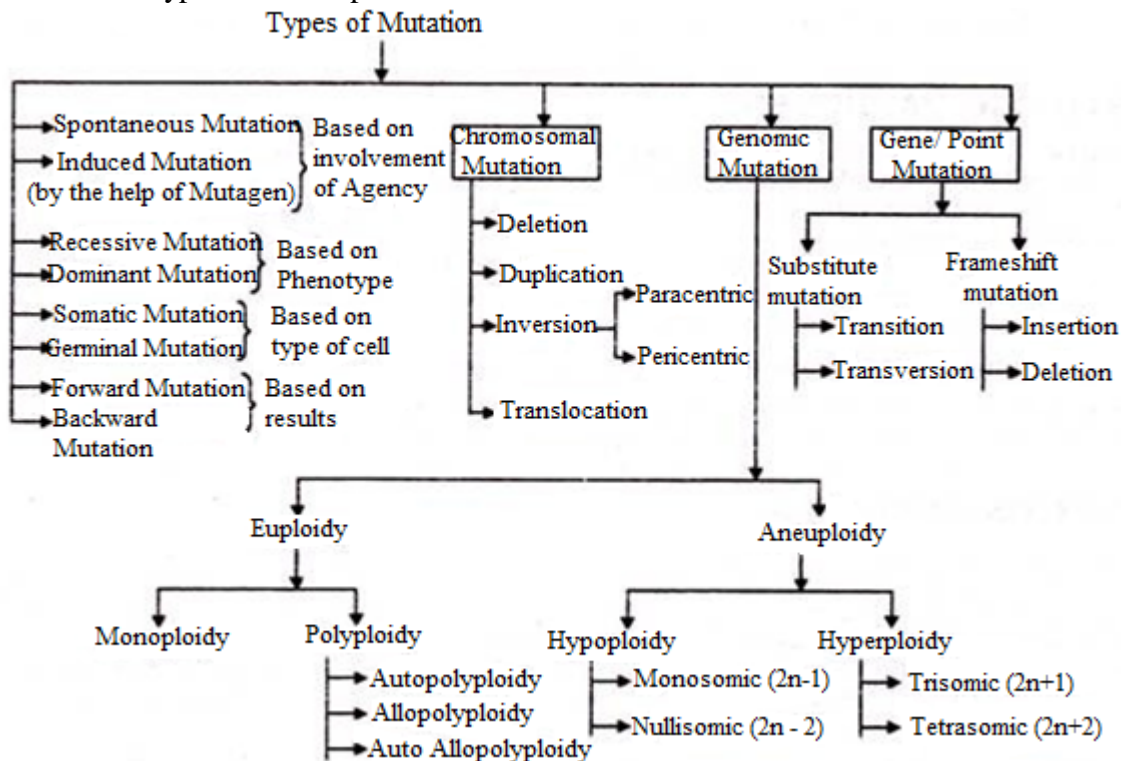 Types of Mutation
Spontaneous Mutation
Induced Mutation
(by the help of Mutagen)
Based on
involvement
of Agency
Recessive Mutation
Dominant Mutation
Based on
Phenotype
Somatic Mutation
Germinal Mutation
Based on
type of cell
Forward Mutation
Backward
Mutation
Based on
results
Chromosomal
Mutation
Deletion
Duplication
Inversion
Paracentric
Pericentric
Translocation
Genomic
Mutation
Gene/ Point
Mutation
Substitute
mutation
Transition
Transversion
Frameshift
mutation
Insertion
Deletion
Euploidy
Aneuploidy
Monoploidy
Polyploidy
Autopolyploidy
Allopolyploidy
Auto Allopolyploidy
Hypoploidy
Monosomic (2n-1)
Nullisomic (2n - 2)
Hyperploidy
Trisomic (2n+1)
Tetrasomic (2n+2)